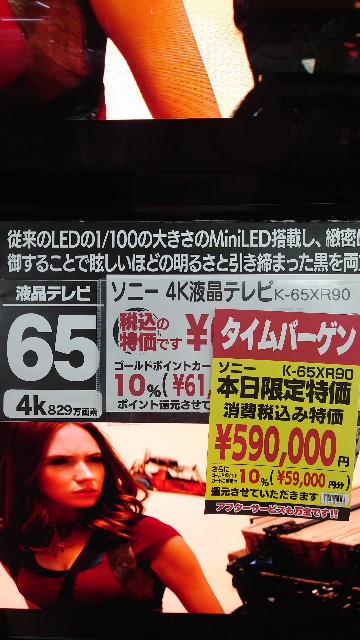 従来のLEDの1/100の大きさのMiniLED搭載し、緻密
御することで眩しいほどの明るさと引き締まった黒を両
液晶テレビ
65
4k 829万画素
ソニー 4K液晶テレビ K-65XR90
税込の
特価です
¥
ゴールドポイントカー
10% (¥61,
ポイント還元させて
タイムバーゲン
ソニー K-65XR90
本日限定特価
消費税込み特価
¥590,000円
さらに
10% (¥59,000円分)
還元させていただきます
アフターサービスも万全です!!